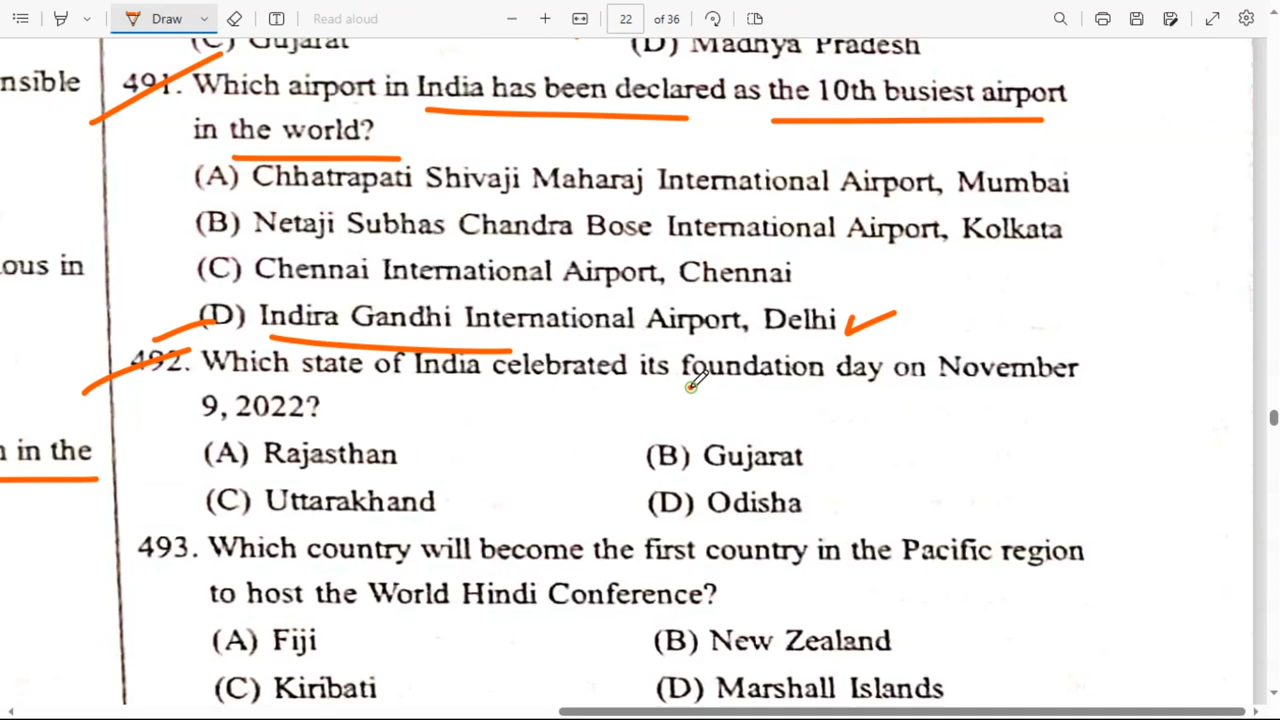 Draw
Read aloud
22 of 36
(C) Gujarat (D) Madhya Pradesh
nsible
491. Which airport in India has been declared as the 10th busiest airport
in the world?
(A) Chhatrapati Shivaji Maharaj International Airport, Mumbai
(B) Netaji Subhas Chandra Bose International Airport, Kolkata
ous in
(C) Chennai International Airport, Chennai
(D) Indira Gandhi International Airport, Delhi
492. Which state of India celebrated its foundation day on November
9, 2022?
n in the
(A) Rajasthan (B) Gujarat
(C) Uttarakhand (D) Odisha
493. Which country will become the first country in the Pacific region
to host the World Hindi Conference?
(A) Fiji (B) New Zealand
(C) Kiribati (D) Marshall Islands